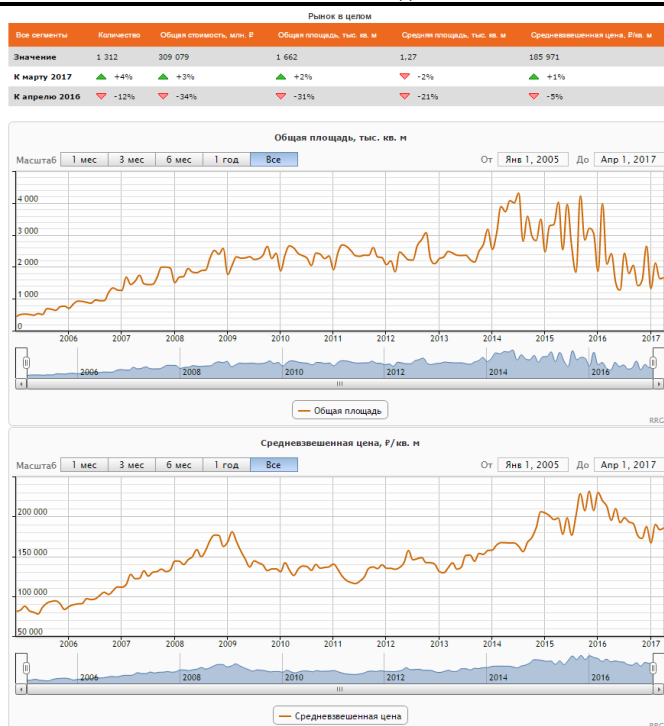 Рынок в целом
Все сегменты Количество Общая стоимость, млн. ₽ Общая площадь, тыс. кв. м Средняя площадь, тыс. кв. м Средневзвешенная цена, ₽/кв. м
Значение 1 312 309 079 1 662 1,27 185 971
К марту 2017 +4% +3% +2% -2% +1%
К апрелю 2016 -12% -34% -31% -21% -5%
Общая площадь, тыс. кв. м
Масштаб 1 мес 3 мес 6 мес 1 год Все От Янв 1, 2005 До Апр 1, 2017
4 000
3 000
2 000
1 000
0
2006 2007 2008 2009 2010 2011 2012 2013 2014 2015 2016 2017
2006 2008 2010 2012 2014 2016
Общая площадь
RRG
Средневзвешенная цена, ₽/кв. м
Масштаб 1 мес 3 мес 6 мес 1 год Все От Янв 1, 2005 До Апр 1, 2017
200 000
150 000
100 000
50 000
2006 2007 2008 2009 2010 2011 2012 2013 2014 2015 2016 2017
2006 2008 2010 2012 2014 2016
Средневзвешенная цена
RRG